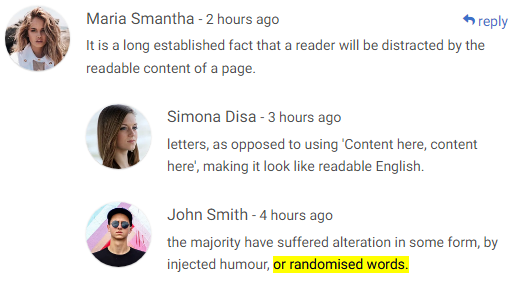 Maria Smantha - 2 hours ago
reply
It is a long established fact that a reader will be distracted by the
readable content of a page.
Simona Disa - 3 hours ago
letters, as opposed to using 'Content here, content
here', making it look like readable English.
John Smith - 4 hours ago
the majority have suffered alteration in some form, by
injected humour, or randomised words.